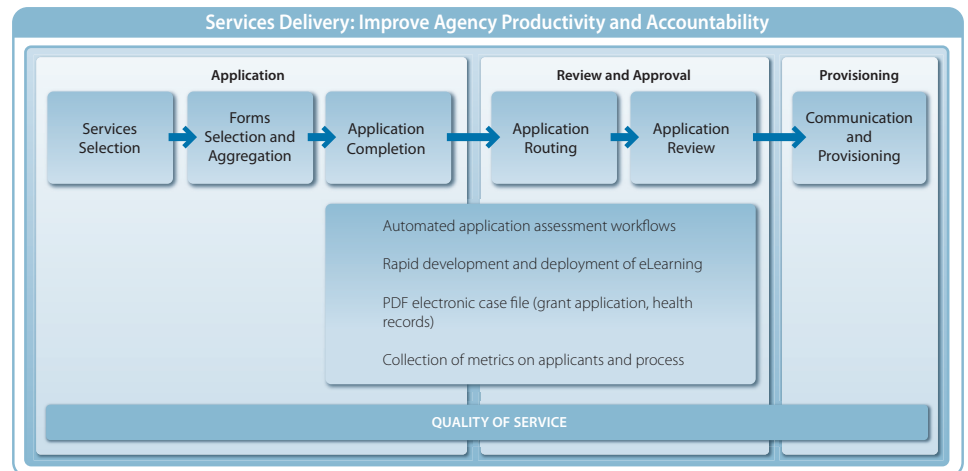 Services Delivery: Improve Agency Productivity and Accountability
Application
Services
Selection
Forms
Selection and
Aggregation
Application
Completion
Review and Approval
Application
Routing
Application
Review
Provisioning
Communication
and
Provisioning
Automated application assessment workflows
Rapid development and deployment of eLearning
PDF electronic case file (grant application, health
records)
Collection of metrics on applicants and process
QUALITY OF SERVICE